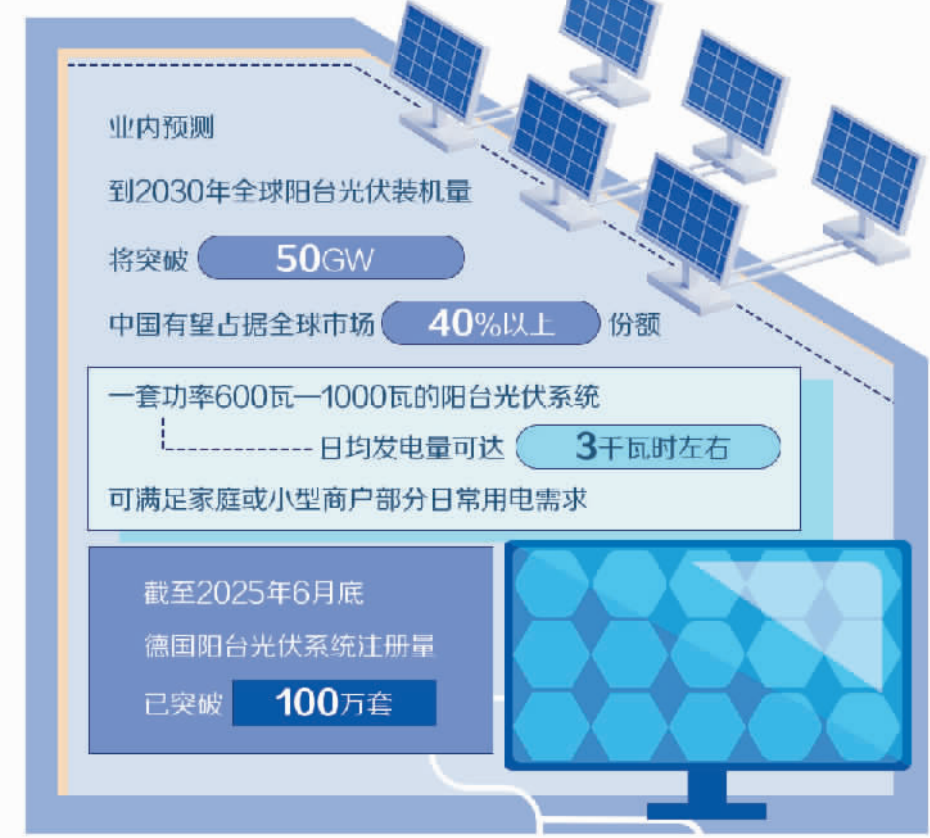 业内预测
到2030年全球阳台光伏装机量
将突破 50GW
中国有望占据全球市场 40%以上 份额
一套功率600瓦—1000瓦的阳台光伏系统
日均发电量可达 3千瓦时左右
可满足家庭或小型商户部分日常用电需求
截至2025年6月底
德国阳台光伏系统注册量
已突破 100万套